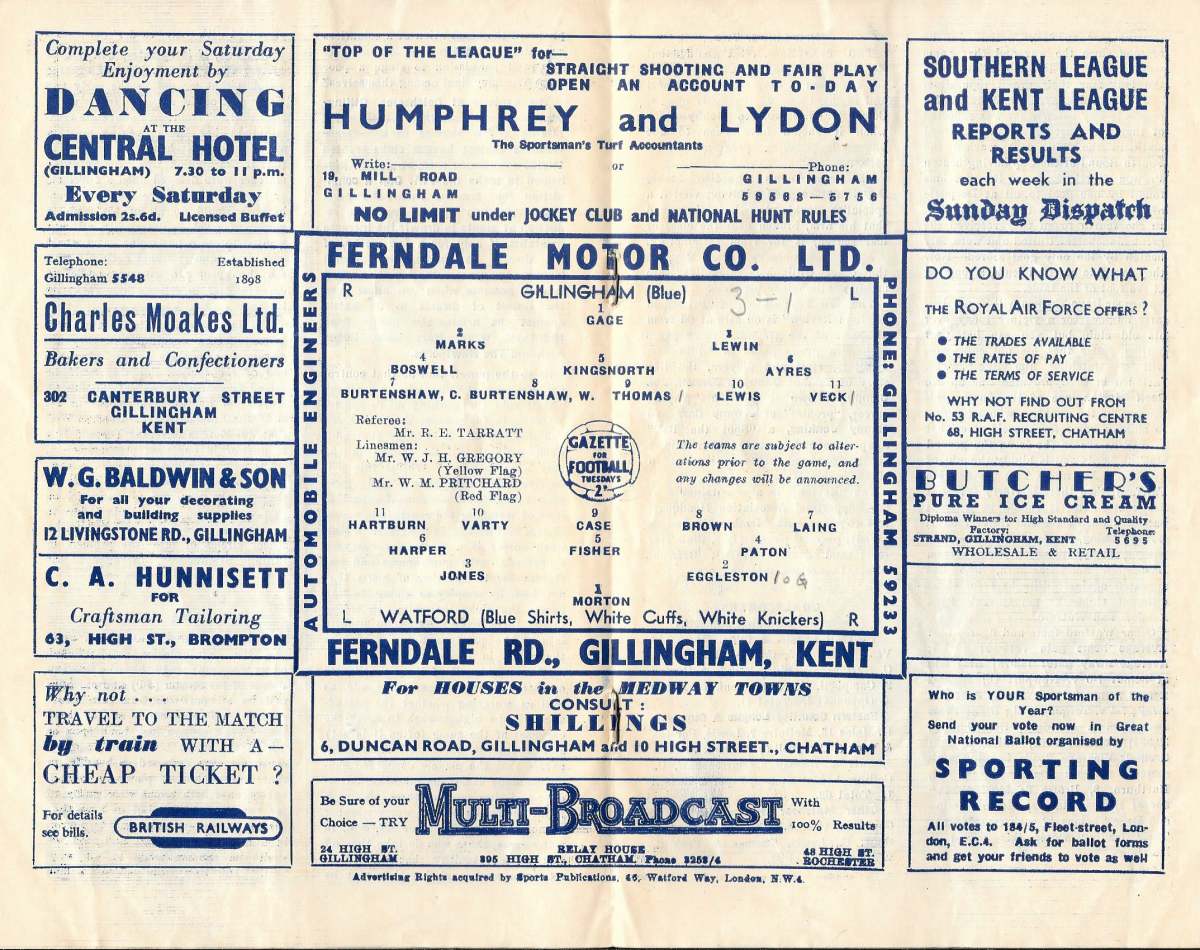 Complete your Saturday
Enjoyment by
DANCING
AT THE
CENTRAL HOTEL
(GILLINGHAM) 7.30 to 11 p.m.
Every Saturday
Admission 2s.6d. Licensed Buffet
Telephone: Established
Gillingham 5548 1898
Charles Moakes Ltd.
Bakers and Confectioners
302 CANTERBURY STREET
GILLINGHAM
KENT
W. G. BALDWIN & SON
For all your decorating
and building supplies
12 LIVINGSTONE RD., GILLINGHAM
C. A. HUNNISETT
FOR
Craftsman Tailoring
63, HIGH ST., BROMPTON
Why not . . .
TRAVEL TO THE MATCH
by train WITH A —
CHEAP TICKET ?
For details
see bills.
BRITISH RAILWAYS
"TOP OF THE LEAGUE" for—
STRAIGHT SHOOTING AND FAIR PLAY
OPEN AN ACCOUNT TO-DAY
HUMPHREY and LYDON
The Sportsman's Turf Accountants
Write: or Phone:
19, MILL ROAD GILLINGHAM
GILLINGHAM 59568—5756
NO LIMIT under JOCKEY CLUB and NATIONAL HUNT RULES
FERNDALE MOTOR CO. LTD.
AUTOMOBILE ENGINEERS
PHONE: GILLINGHAM 59233
R GILLINGHAM (Blue) 3-1 L
1
GAGE
2 3
MARKS LEWIN
4 5 6
BOSWELL KINGSNORTH AYRES
7 8 9 10 11
BURTENSHAW, C. BURTENSHAW, W. THOMAS / LEWIS VECK /
Referee:
Mr. R. E. TARRATT
Linesmen:
Mr. W. J. H. GREGORY
(Yellow Flag)
Mr. W. M. PRITCHARD
(Red Flag)
GAZETTE
FOR
FOOTBALL
TUESDAYS
2D
The teams are subject to alter-
ations prior to the game, and
any changes will be announced.
11 10 9 8 7
HARTBURN VARTY CASE BROWN LAING
6 5 4
HARPER FISHER PATON
3 2
JONES EGGLESTON 10G
1
MORTON
L WATFORD (Blue Shirts, White Cuffs, White Knickers) R
FERNDALE RD., GILLINGHAM, KENT
For HOUSES in the MEDWAY TOWNS
CONSULT :
SHILLINGS
6, DUNCAN ROAD, GILLINGHAM and 10 HIGH STREET., CHATHAM
Be Sure of your MULTI-BROADCAST With
Choice — TRY 100% Results
24 HIGH ST. RELAY HOUSE 48 HIGH ST.
GILLINGHAM 305 HIGH ST., CHATHAM, Phone 3253/4 ROCHESTER
Advertising Rights acquired by Sports Publications, 46, Watford Way, London, N.W.4.
SOUTHERN LEAGUE
and KENT LEAGUE
REPORTS AND
RESULTS
each week in the
Sunday Dispatch
DO YOU KNOW WHAT
THE ROYAL AIR FORCE OFFERS ?
● THE TRADES AVAILABLE
● THE RATES OF PAY
● THE TERMS OF SERVICE
WHY NOT FIND OUT FROM
No. 53 R.A.F. RECRUITING CENTRE
68, HIGH STREET, CHATHAM
BUTCHER'S
PURE ICE CREAM
Diploma Winners for High Standard and Quality
Factory: Telephone:
STRAND, GILLINGHAM, KENT 5695
WHOLESALE & RETAIL
Who is YOUR Sportsman of the
Year?
Send your vote now in Great
National Ballot organised by
SPORTING
RECORD
All votes to 184/5, Fleet-street, Lon-
don, E.C.4. Ask for ballot forms
and get your friends to vote as well